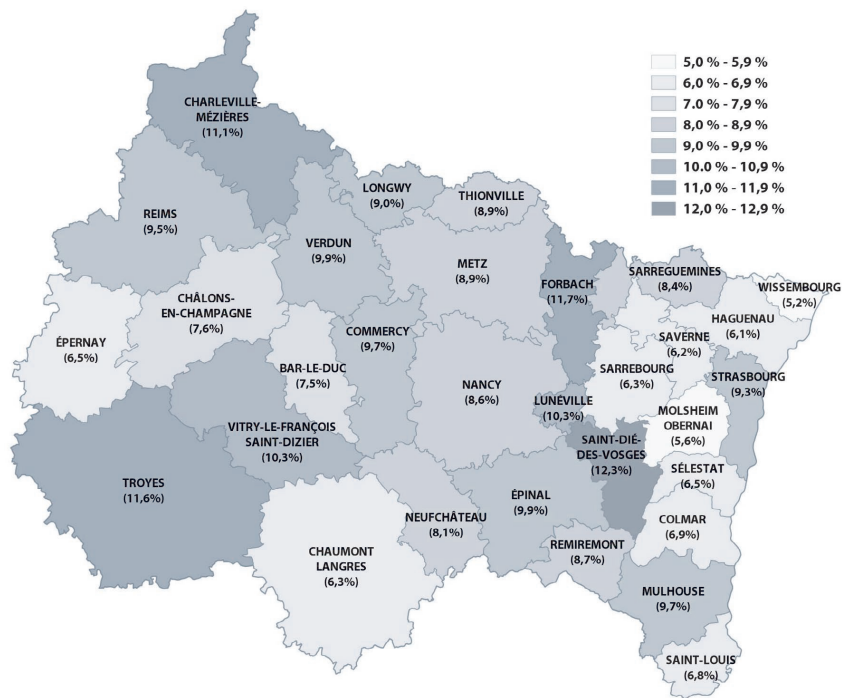 5,0 % - 5,9 %
6,0 % - 6,9 %
7.0 % - 7,9 %
8,0 % - 8,9 %
9,0 % - 9,9 %
10.0 % - 10,9 %
11,0 % - 11,9 %
12,0 % - 12,9 %
CHARLEVILLE-
MÉZIÈRES
(11,1%)
LONGWY
(9,0%)
THIONVILLE
(8,9%)
REIMS
(9,5%)
VERDUN
(9,9%)
METZ
(8,9%)
FORBACH
(11,7%)
SARREGUEMINES
(8,4%)
WISSEMBOURG
(5,2%)
HAGUENAU
(6,1%)
CHÂLONS-
EN-CHAMPAGNE
(7,6%)
ÉPERNAY
(6,5%)
COMMERCY
(9,7%)
SAVERNE
(6,2%)
BAR-LE-DUC
(7,5%)
SARREBOURG
(6,3%)
STRASBOURG
(9,3%)
NANCY
(8,6%)
LUNÉVILLE
(10,3%)
MOLSHEIM
OBERNAI
(5,6%)
VITRY-LE-FRANÇOIS
SAINT-DIZIER
(10,3%)
SAINT-DIÉ-
DES-VOSGES
(12,3%)
TROYES
(11,6%)
SÉLESTAT
(6,5%)
ÉPINAL
(9,9%)
NEUFCHÂTEAU
(8,1%)
COLMAR
(6,9%)
CHAUMONT
LANGRES
(6,3%)
REMIREMONT
(8,7%)
MULHOUSE
(9,7%)
SAINT-LOUIS
(6,8%)